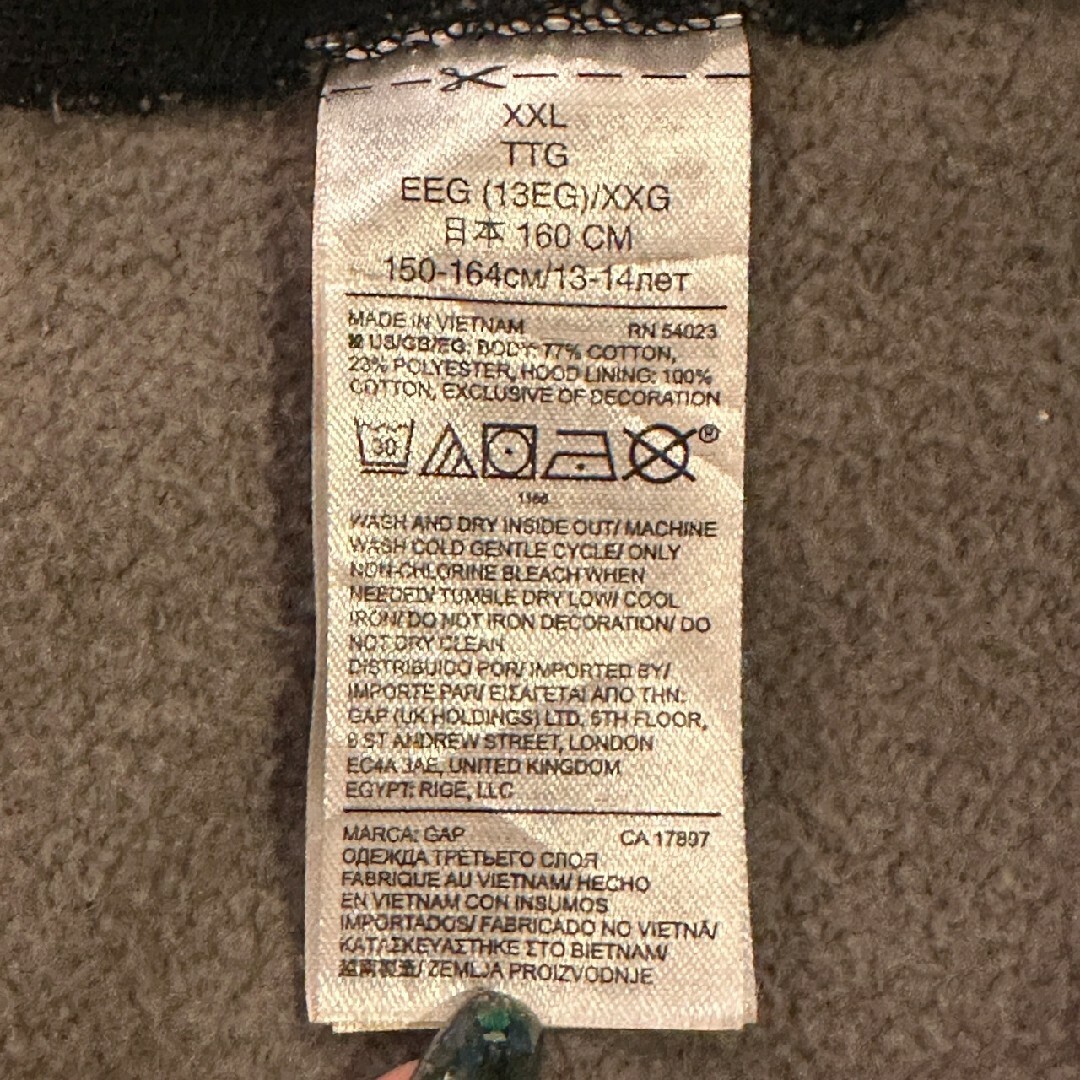 XXL
TTG
EEG (13EG)/XXG
日本 160 CM
150-164см/13-14лет
MADE IN VIETNAM RN 54023
US/GB/EG: BODY: 77% COTTON,
23% POLYESTER, HOOD LINING: 100%
COTTON, EXCLUSIVE OF DECORATION
30
®
WASH AND DRY INSIDE OUT/ MACHINE
WASH COLD GENTLE CYCLE/ ONLY
NON-CHLORINE BLEACH WHEN
NEEDED/ TUMBLE DRY LOW/ COOL
IRON/ DO NOT IRON DECORATION/ DO
NOT DRY CLEAN
DISTRIBUIDO POR/ IMPORTED BY/
IMPORTE PAR/ ΕΙΣΑΓΕΤΑΙ ΑΠΟ ΤΗΝ:
GAP (UK HOLDINGS) LTD. 5TH FLOOR,
9 ST ANDREW STREET, LONDON
EC4A 3AE, UNITED KINGDOM
EGYPT: RIGE, LLC
MARCA: GAP CA 17897
ОДЕЖДА ТРЕТЬЕГО СЛОЯ
FABRIQUE AU VIETNAM/ HECHO
EN VIETNAM CON INSUMOS
IMPORTADOS/ FABRICADO NO VIETNÃ/
ΚΑΤΑΣΚΕΥΑΣΤΗΚΕ ΣΤΟ ΒΙΕΤΝΑΜ/
越南製造/ ZEMLJA PROIZVODNJE